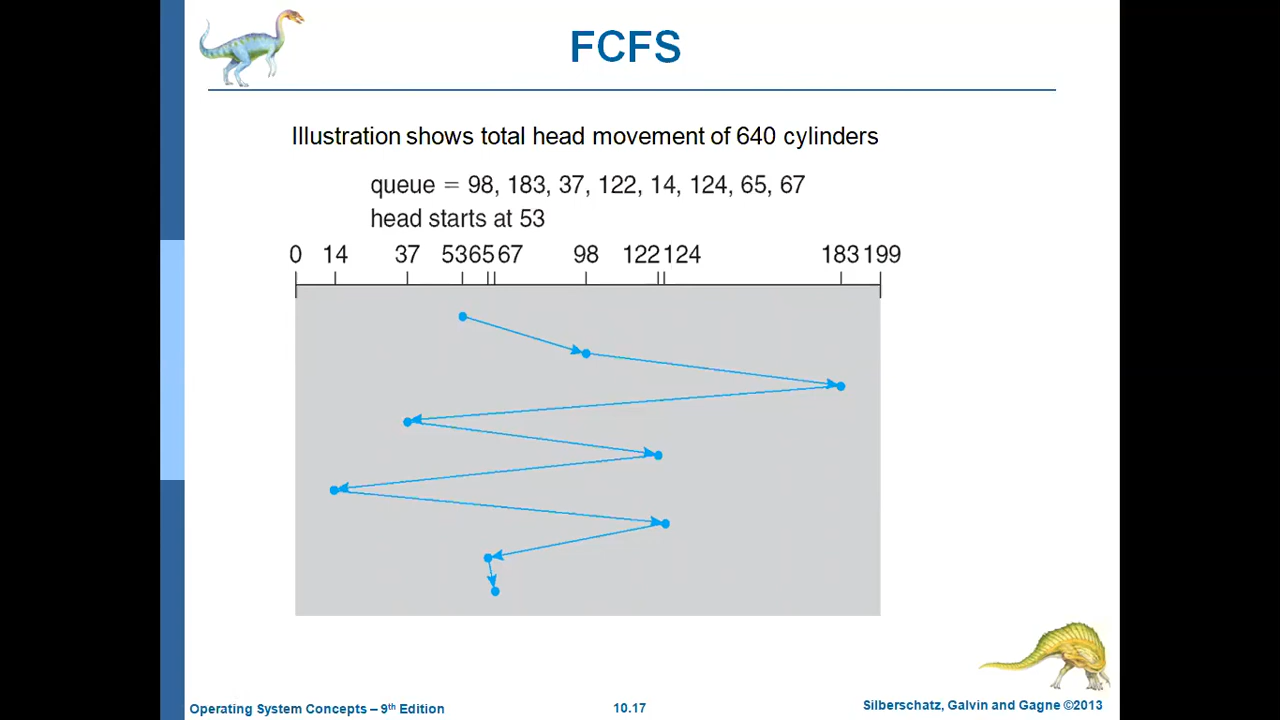 FCFS
Illustration shows total head movement of 640 cylinders
queue = 98, 183, 37, 122, 14, 124, 65, 67
head starts at 53
0 14 37 53 65 67 98 122 124 183 199
Operating System Concepts – 9th Edition 10.17 Silberschatz, Galvin and Gagne ©2013